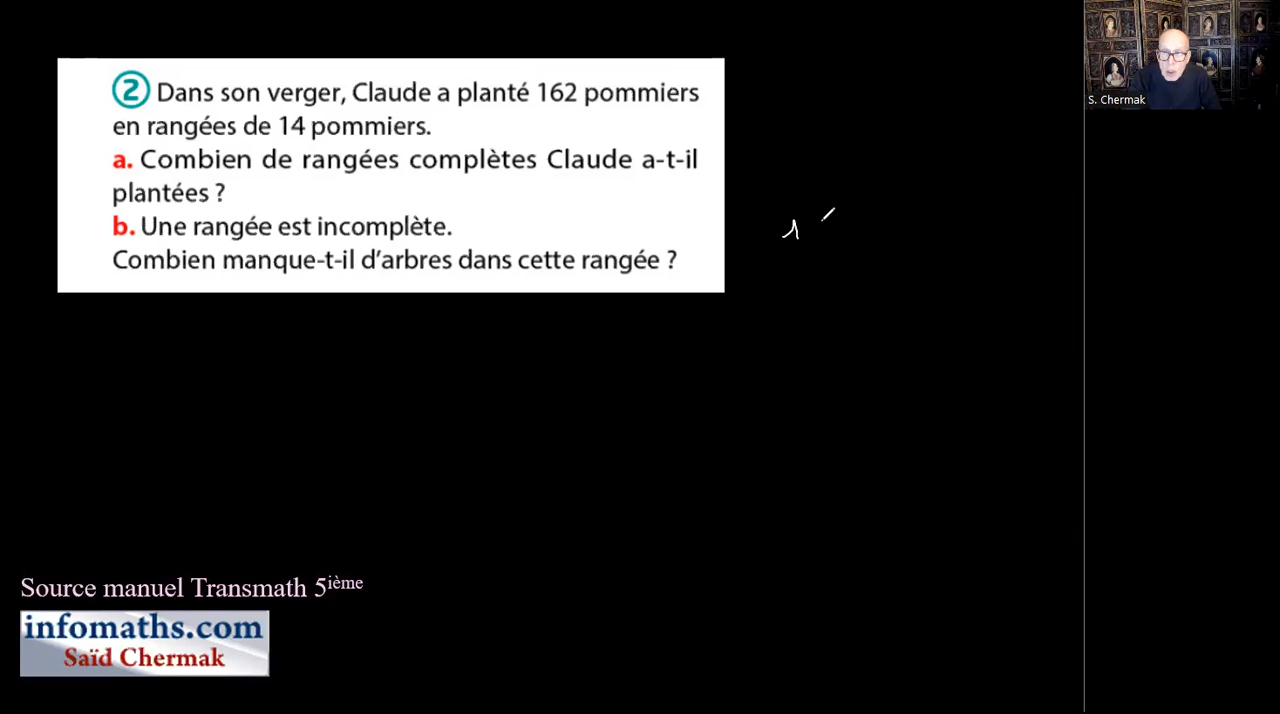 ② Dans son verger, Claude a planté 162 pommiers
en rangées de 14 pommiers.
a. Combien de rangées complètes Claude a-t-il
plantées ?
b. Une rangée est incomplète.
Combien manque-t-il d'arbres dans cette rangée ?
1
S. Chermak
Source manuel Transmath 5ième
infomaths.com
Saïd Chermak